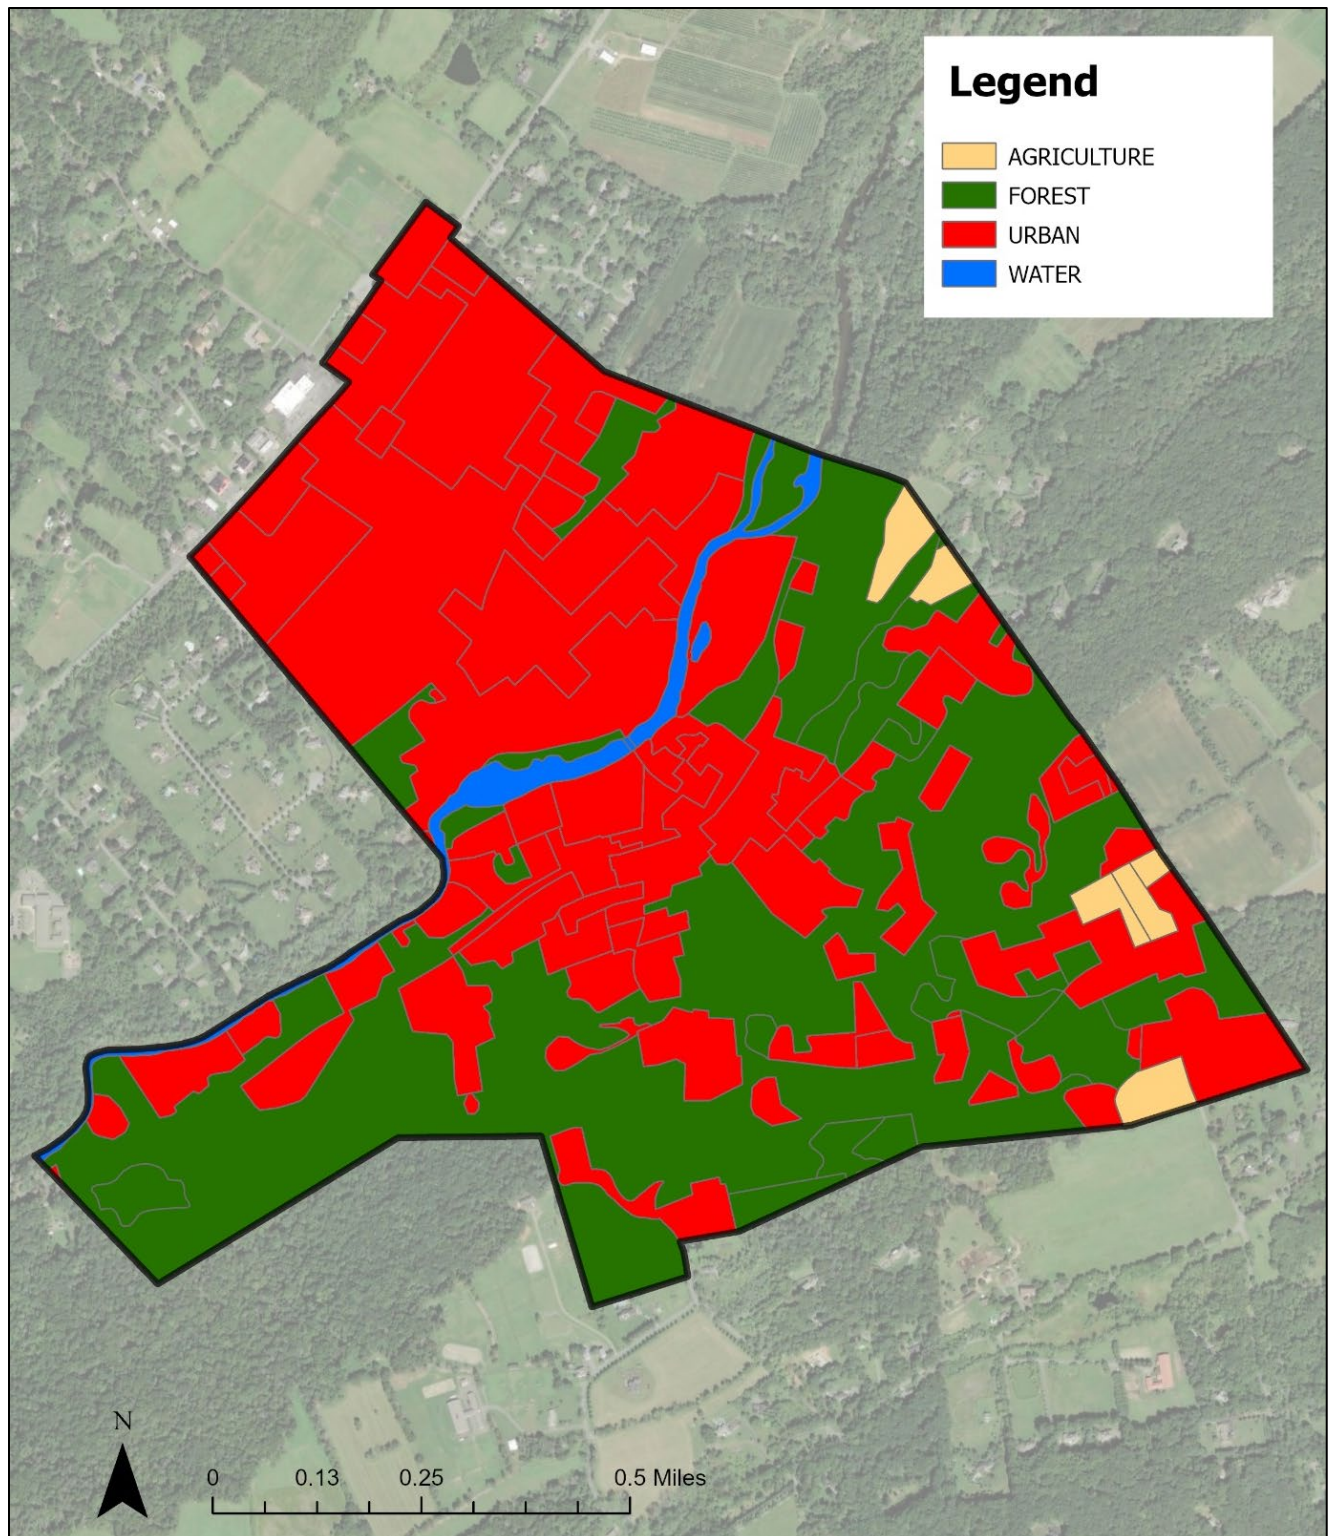 Legend
AGRICULTURE
FOREST
URBAN
WATER
N
0 0.13 0.25 0.5 Miles